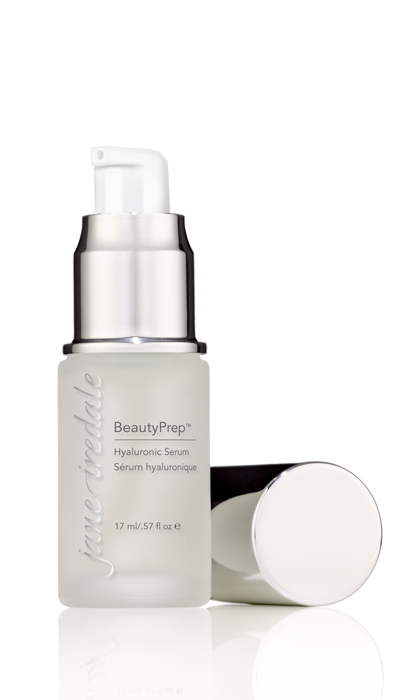 jane iredale
BeautyPrep™
Hyaluronic Serum
Sérum hyaluronique
17 ml/.57 fl oz ℮